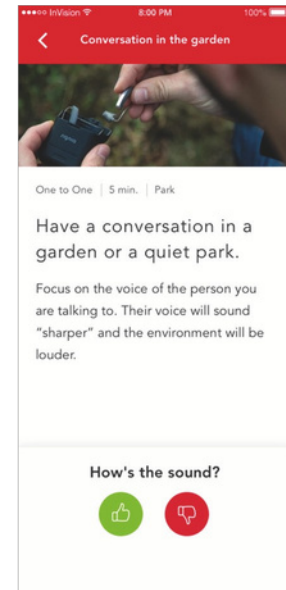 InVision 8:00 PM 100%
Conversation in the garden
One to One | 5 min. | Park
Have a conversation in a
garden or a quiet park.
Focus on the voice of the person you
are talking to. Their voice will sound
“sharper” and the environment will be
louder.
How's the sound?